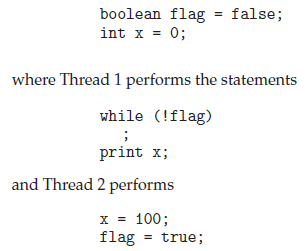 boolean flag = false;
int x = 0;
where Thread 1 performs the statements
while (!flag)
;
print x;
and Thread 2 performs
x = 100;
flag = true;